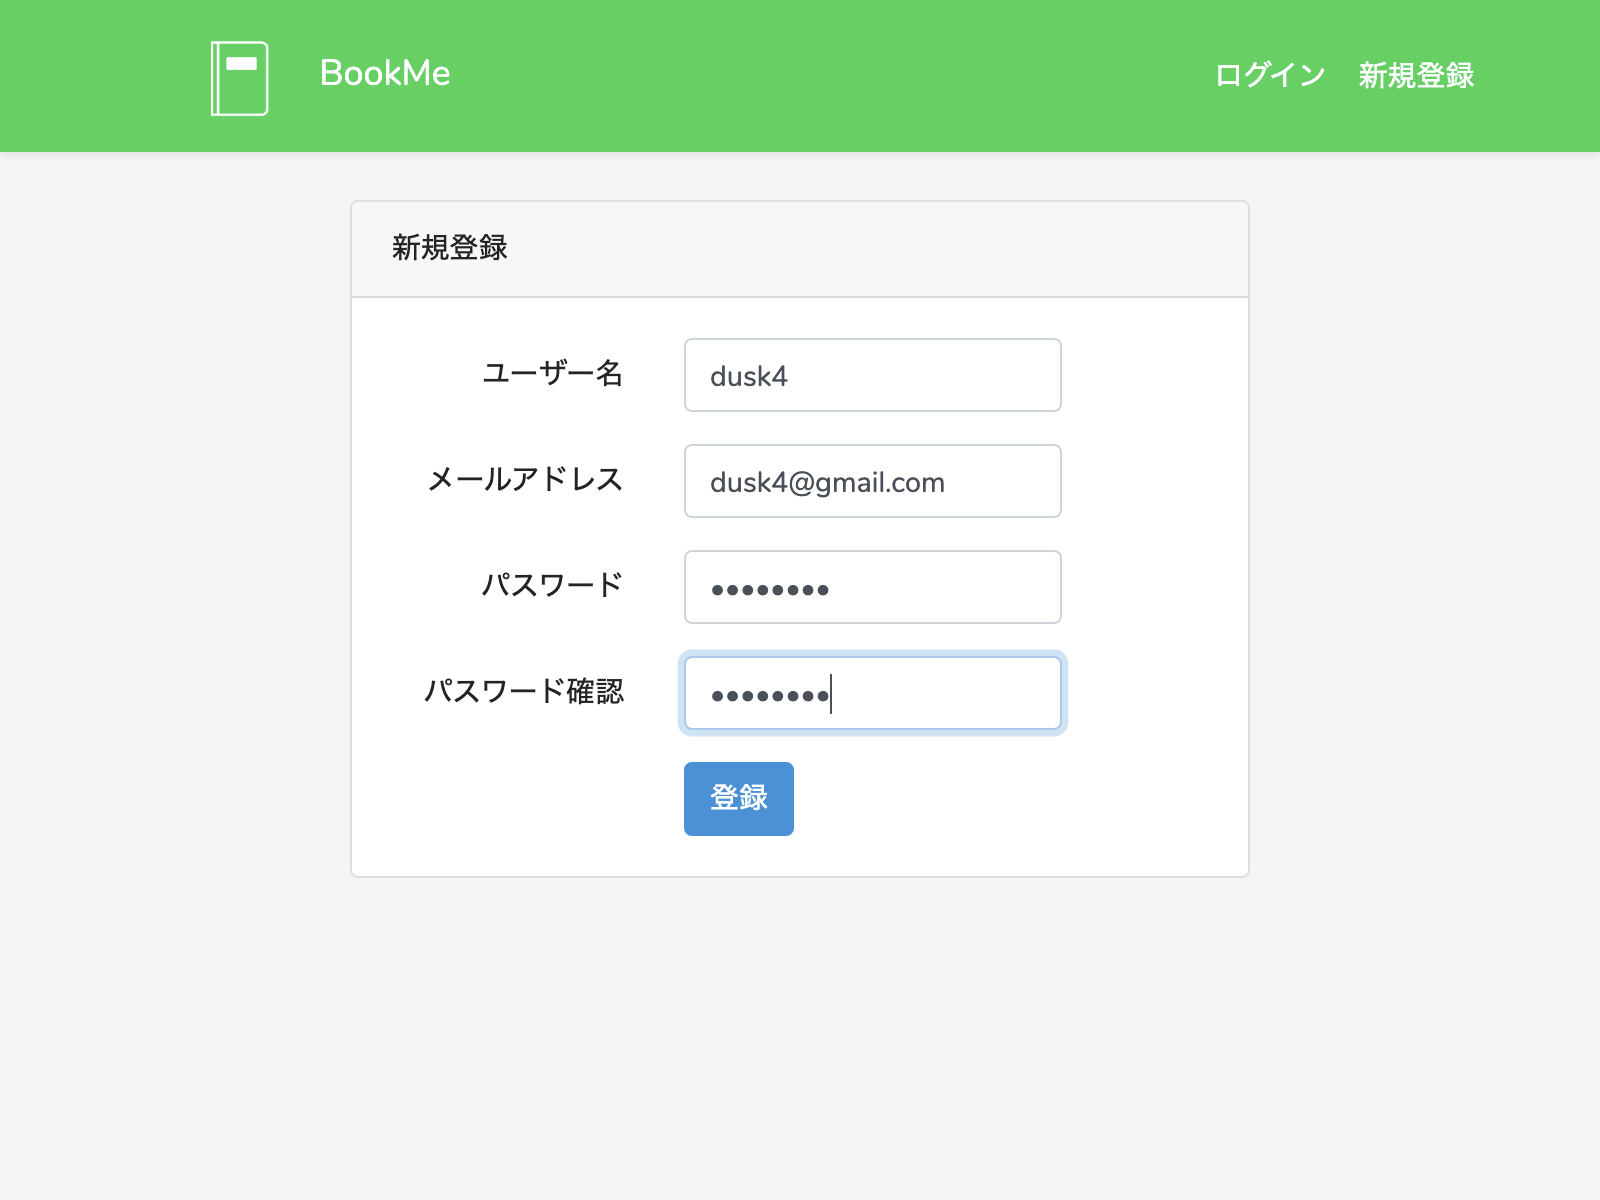 BookMe
ログイン 新規登録
新規登録
ユーザー名 dusk4
メールアドレス dusk4@gmail.com
パスワード ••••••••
パスワード確認 ••••••••
登録